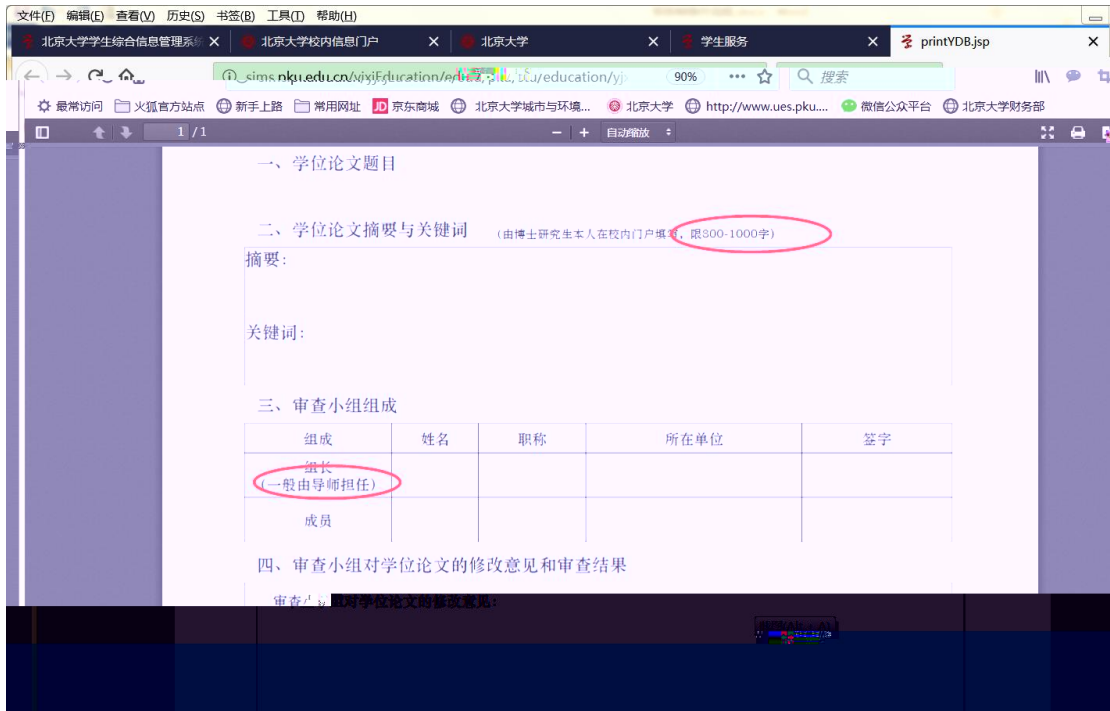 文件(F) 编辑(E) 查看(V) 历史(S) 书签(B) 工具(T) 帮助(H)
北京大学学生综合信息管理系统 北京大学校内信息门户 北京大学 学生服务 printYDB.jsp
sims.pku.edu.cn 90% 搜索
最常访问 火狐官方站点 新手上路 常用网址 JD 京东商城 北京大学城市与环境... 北京大学 http://www.ues.pku.... 微信公众平台 北京大学财务部
1 / 1 − + 自动缩放
一、学位论文题目
二、学位论文摘要与关键词 (由博士研究生本人在校内门户填写，限800-1000字)
摘要:
关键词:
三、审查小组组成
组成 姓名 职称 所在单位 签字
组长
(一般由导师担任)
成员
四、审查小组对学位论文的修改意见和审查结果
审查小组对学位论文的修改意见: